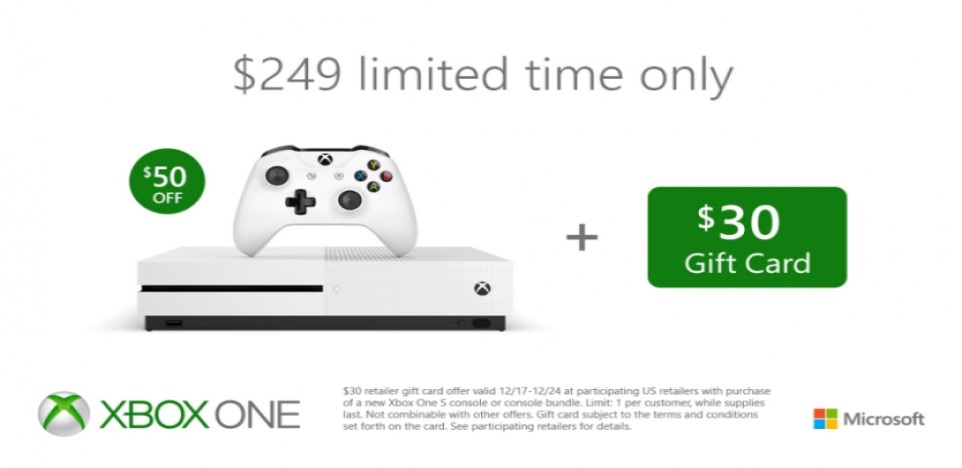 $249 limited time only
$50
OFF
+
$30
Gift Card
XBOX ONE
$30 retailer gift card offer valid 12/17-12/24 at participating US retailers with purchase
of a new Xbox One S console or console bundle. Limit: 1 per customer, while supplies
last. Not combinable with other offers. Gift card subject to the terms and conditions
set forth on the card. See participating retailers for details.
Microsoft